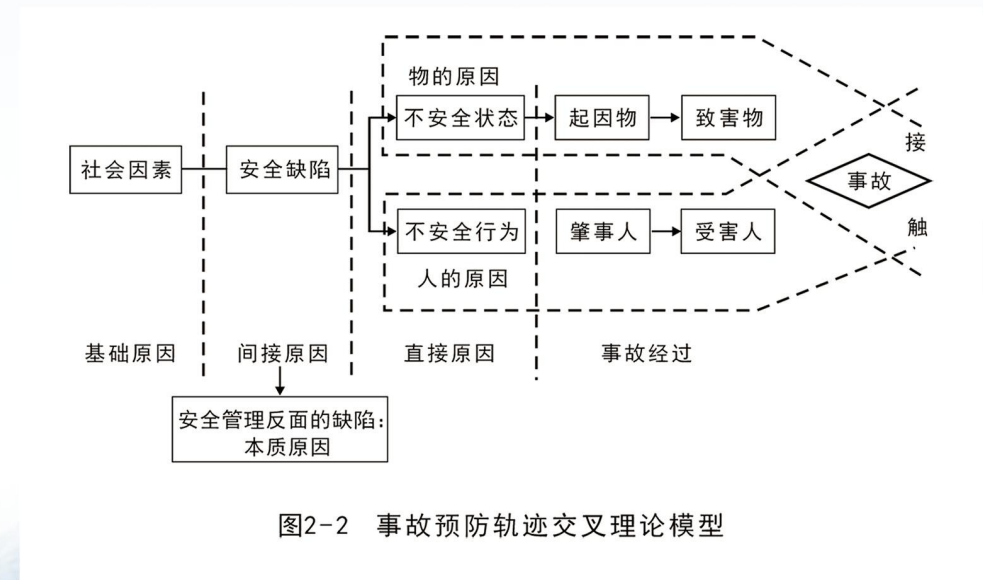 物的原因
不安全状态
起因物
致害物
接
社会因素
安全缺陷
事故
触
不安全行为
肇事人
受害人
人的原因
基础原因
间接原因
直接原因
事故经过
安全管理反面的缺陷:
本质原因
图2-2 事故预防轨迹交叉理论模型